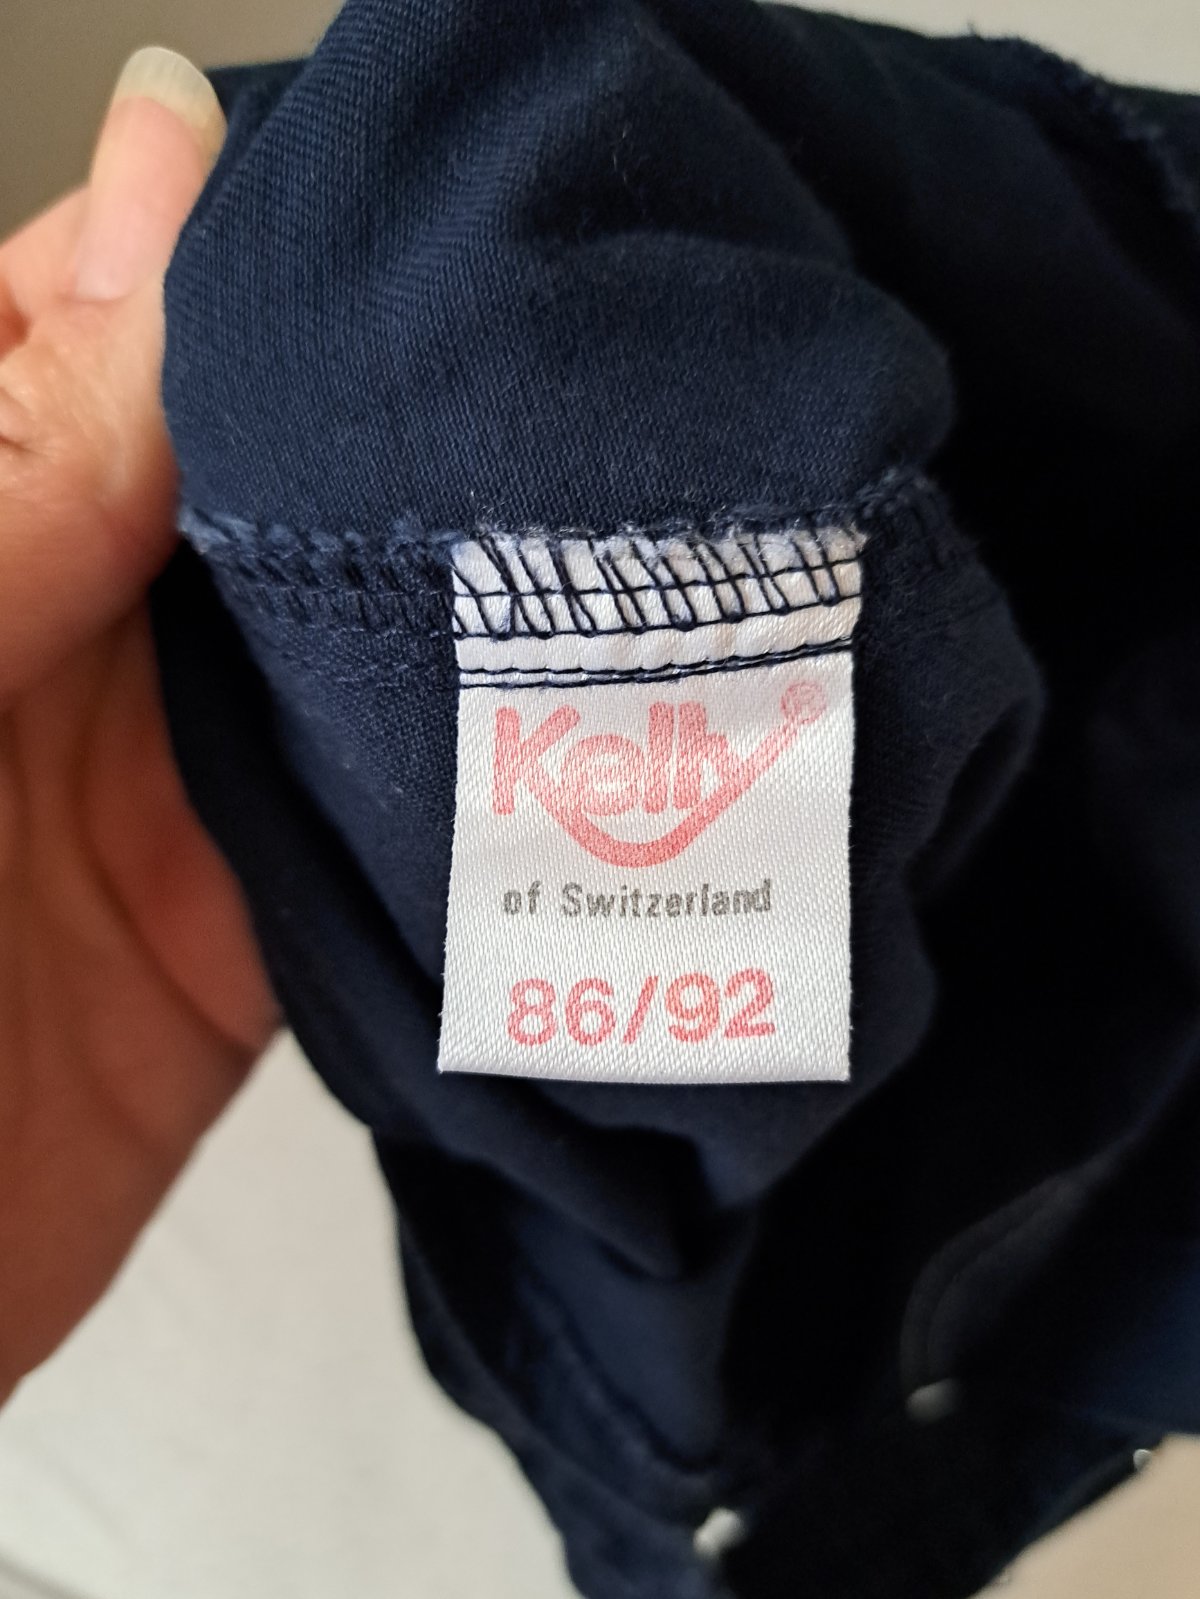 Kelly®
of Switzerland
86/92